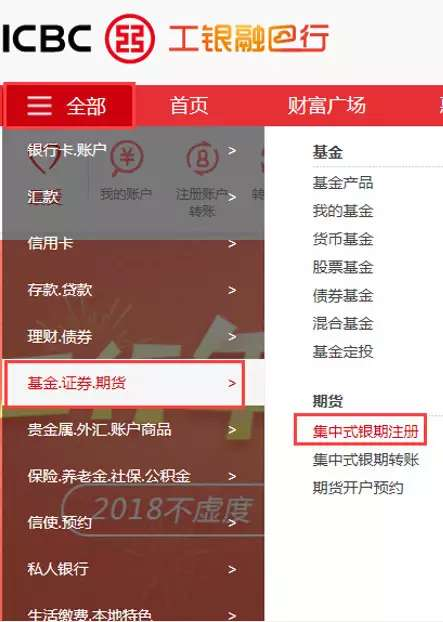 ICBC 工银融e行
全部 首页 财富广场
银行卡.账户 >
我的账户 注册账户转账
汇款 >
信用卡 >
存款.贷款 >
理财.债券 >
基金.证券.期货 >
贵金属.外汇.账户商品 >
保险.养老金.社保.公积金 >
2018不虚度
信使.预约 >
私人银行 >
生活缴费.本地特色
基金
基金产品
我的基金
货币基金
股票基金
债券基金
混合基金
基金定投
期货
集中式银期注册
集中式银期转账
期货开户预约